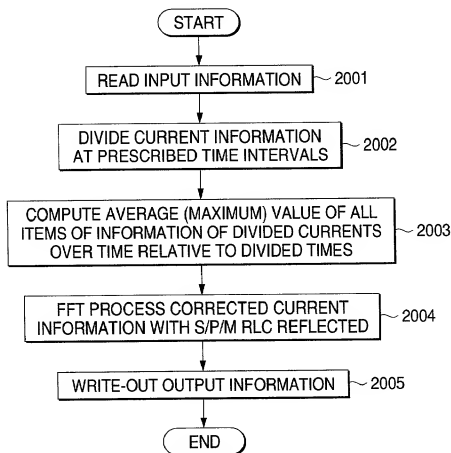 START
READ INPUT INFORMATION
2001
DIVIDE CURRENT INFORMATION
AT PRESCRIBED TIME INTERVALS
2002
COMPUTE AVERAGE (MAXIMUM) VALUE OF ALL
ITEMS OF INFORMATION OF DIVIDED CURRENTS
OVER TIME RELATIVE TO DIVIDED TIMES
2003
FFT PROCESS CORRECTED CURRENT
INFORMATION WITH S/P/M RLC REFLECTED
2004
WRITE-OUT OUTPUT INFORMATION
2005
END